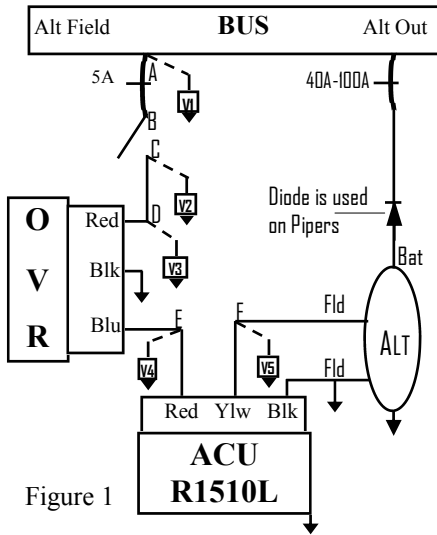 Alt Field BUS Alt Out
5A
A
40A-100A
V1
B
C
Diode is used
on Pipers
V2
O
V
R
Red
D
Blk
V3
Bat
Blu
E
F
Fld
ALT
V4
V5
Fld
Red Ylw Blk
ACU
R1510L
Figure 1